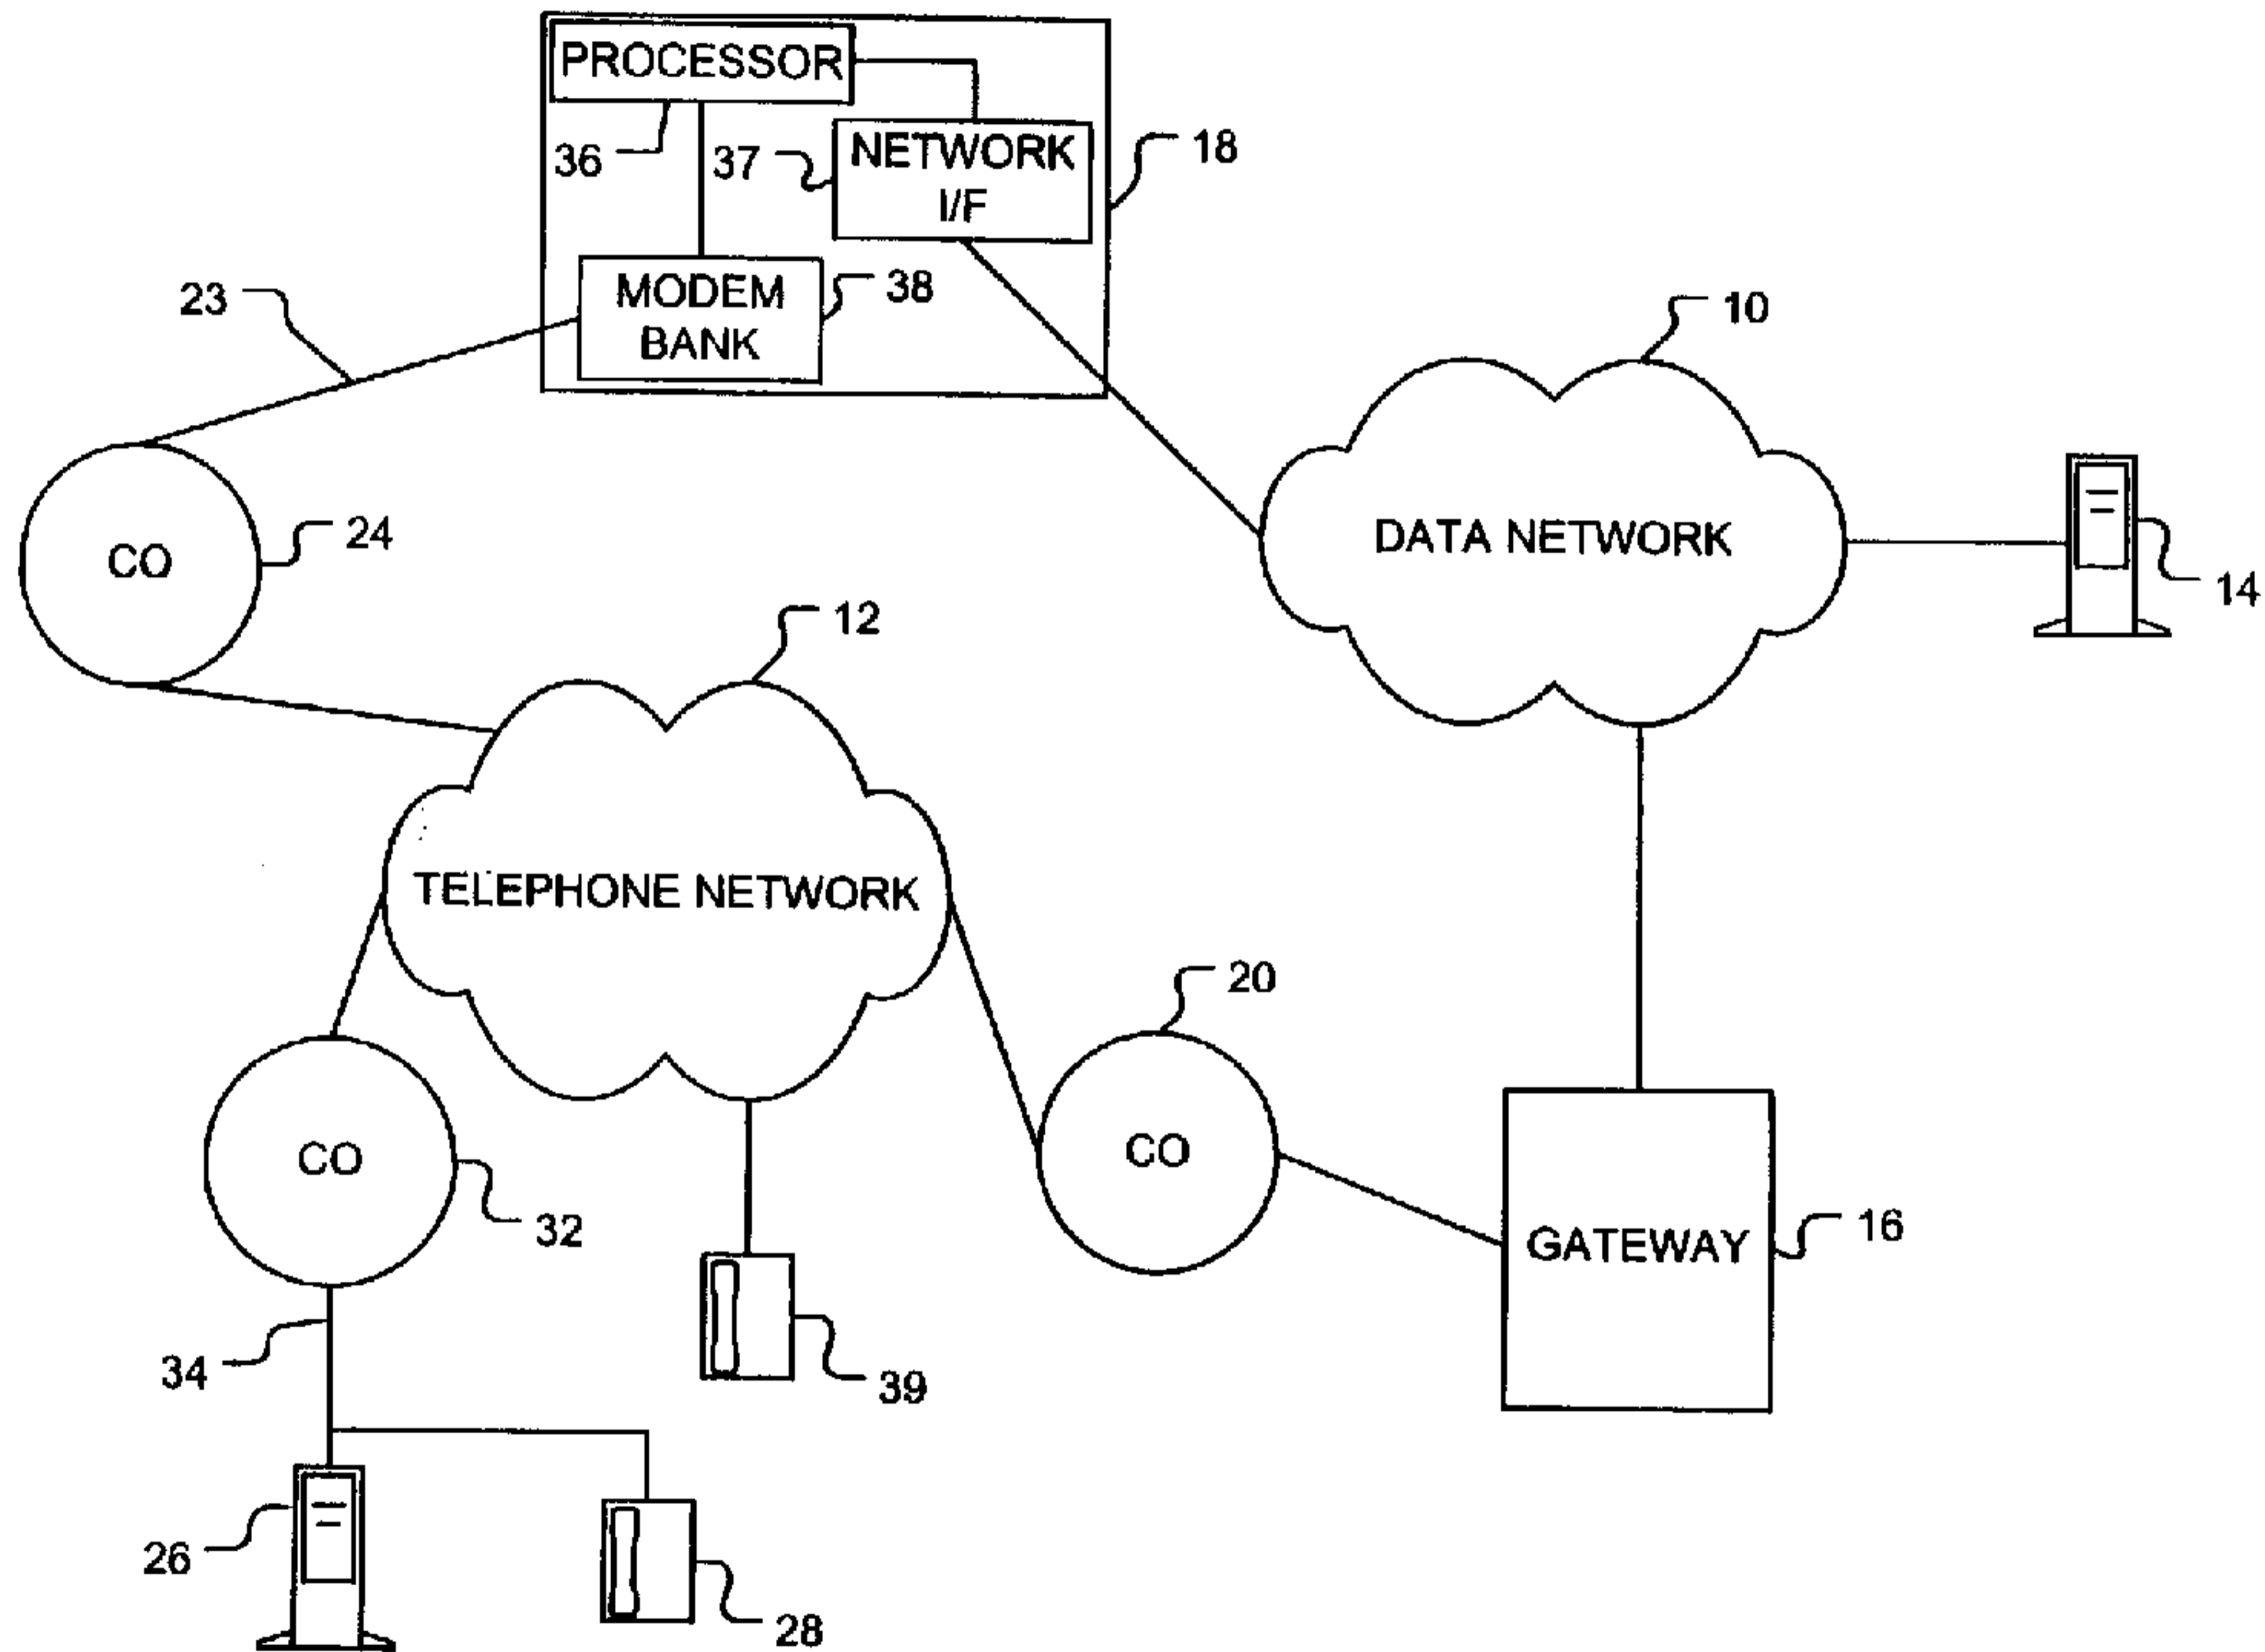 PROCESSOR
36
37
NETWORK
I/F
18
23
MODEM
BANK
38
10
CO
24
DATA NETWORK
14
12
TELEPHONE NETWORK
20
CO
32
CO
GATEWAY
16
34
39
26
28